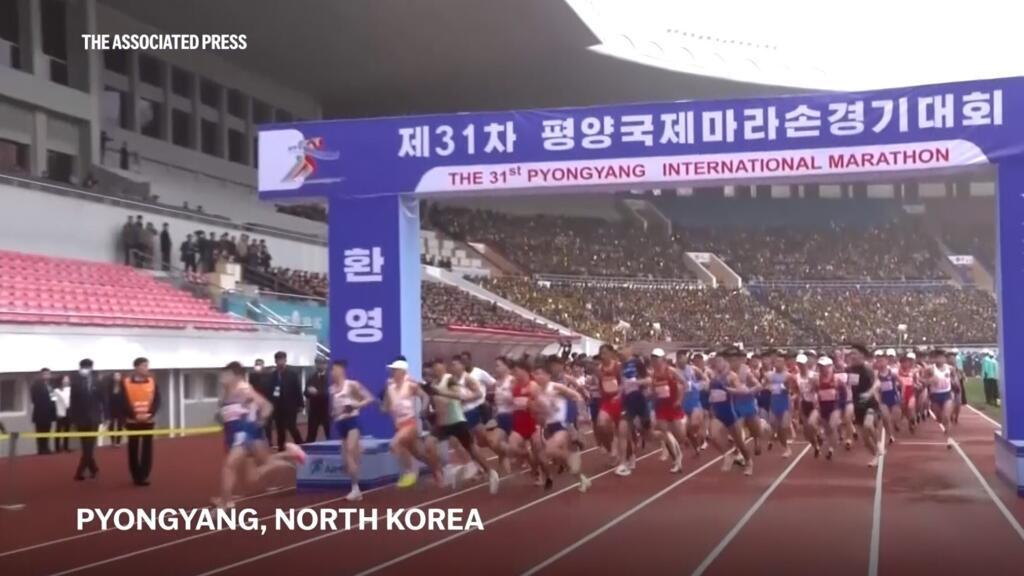 THE ASSOCIATED PRESS
제31차 평양국제마라손경기대회
THE 31st PYONGYANG INTERNATIONAL MARATHON
환
영
PYONGYANG, NORTH KOREA